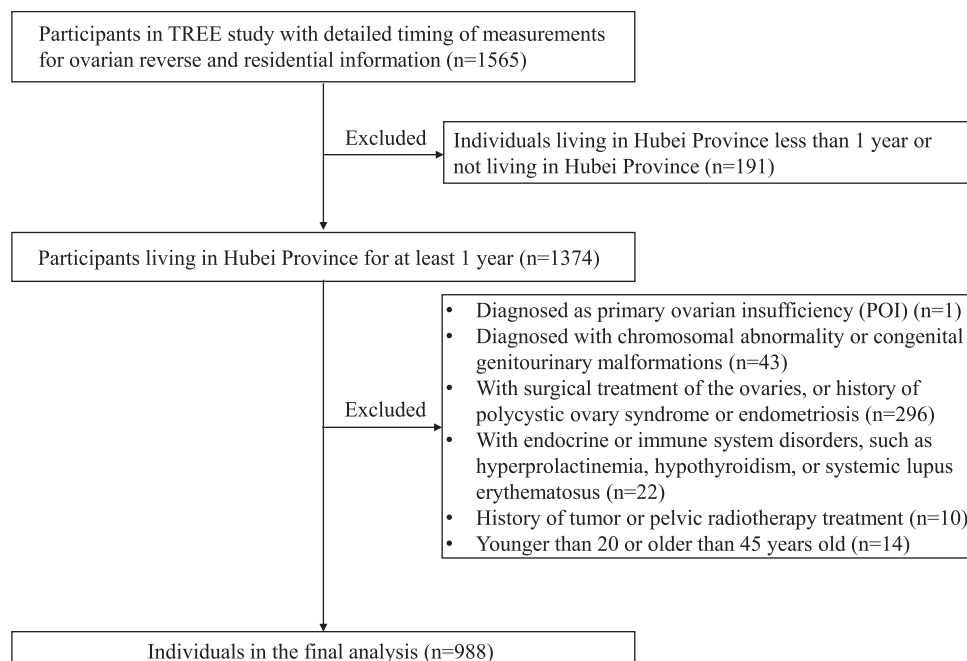 Participants in TREE study with detailed timing of measurements
for ovarian reverse and residential information (n=1565)
Excluded
Individuals living in Hubei Province less than 1 year or
not living in Hubei Province (n=191)
Participants living in Hubei Province for at least 1 year (n=1374)
Excluded
• Diagnosed as primary ovarian insufficiency (POI) (n=1)
• Diagnosed with chromosomal abnormality or congenital
genitourinary malformations (n=43)
• With surgical treatment of the ovaries, or history of
polycystic ovary syndrome or endometriosis (n=296)
• With endocrine or immune system disorders, such as
hyperprolactinemia, hypothyroidism, or systemic lupus
erythematosus (n=22)
• History of tumor or pelvic radiotherapy treatment (n=10)
• Younger than 20 or older than 45 years old (n=14)
Individuals in the final analysis (n=988)